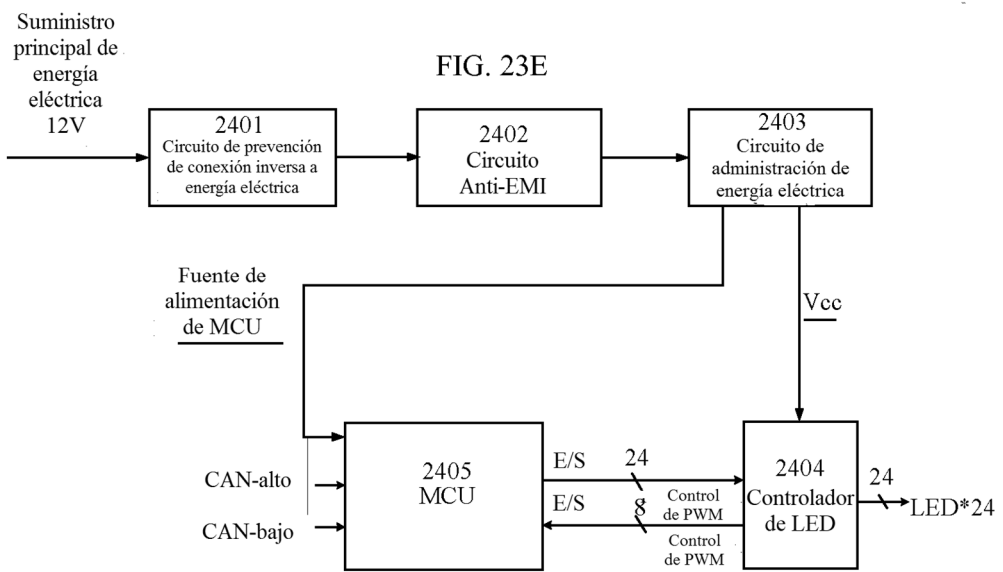 Suministro
principal de
energía
eléctrica
12V
FIG. 23E
2401
Circuito de prevención
de conexión inversa a
energía eléctrica
2402
Circuito
Anti-EMI
2403
Circuito de
administración de
energía eléctrica
Fuente de
alimentación
de MCU
Vcc
CAN-alto
CAN-bajo
2405
MCU
E/S
24
Control
de PWM
E/S
8
Control
de PWM
2404
Controlador
de LED
24
LED*24